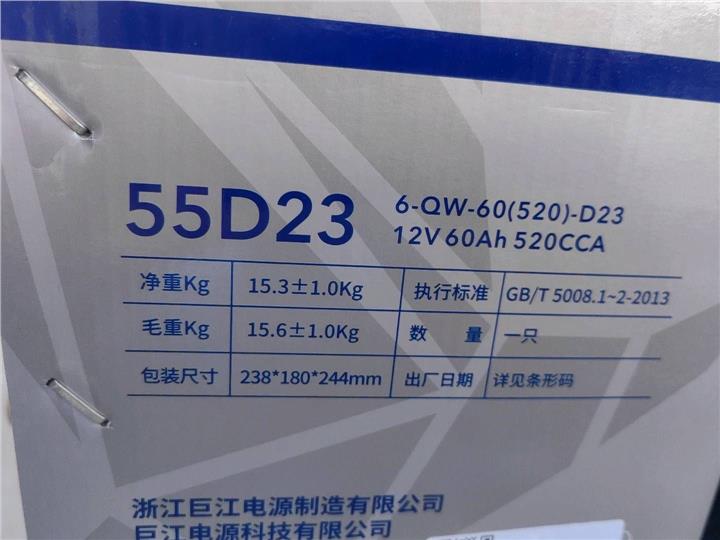 55D23
6-QW-60(520)-D23
12V 60Ah 520CCA
净重Kg 15.3±1.0Kg 执行标准 GB/T 5008.1~2-2013
毛重Kg 15.6±1.0Kg 数 量 一只
包装尺寸 238*180*244mm 出厂日期 详见条形码
浙江巨江电源制造有限公司
巨江电源科技有限公司